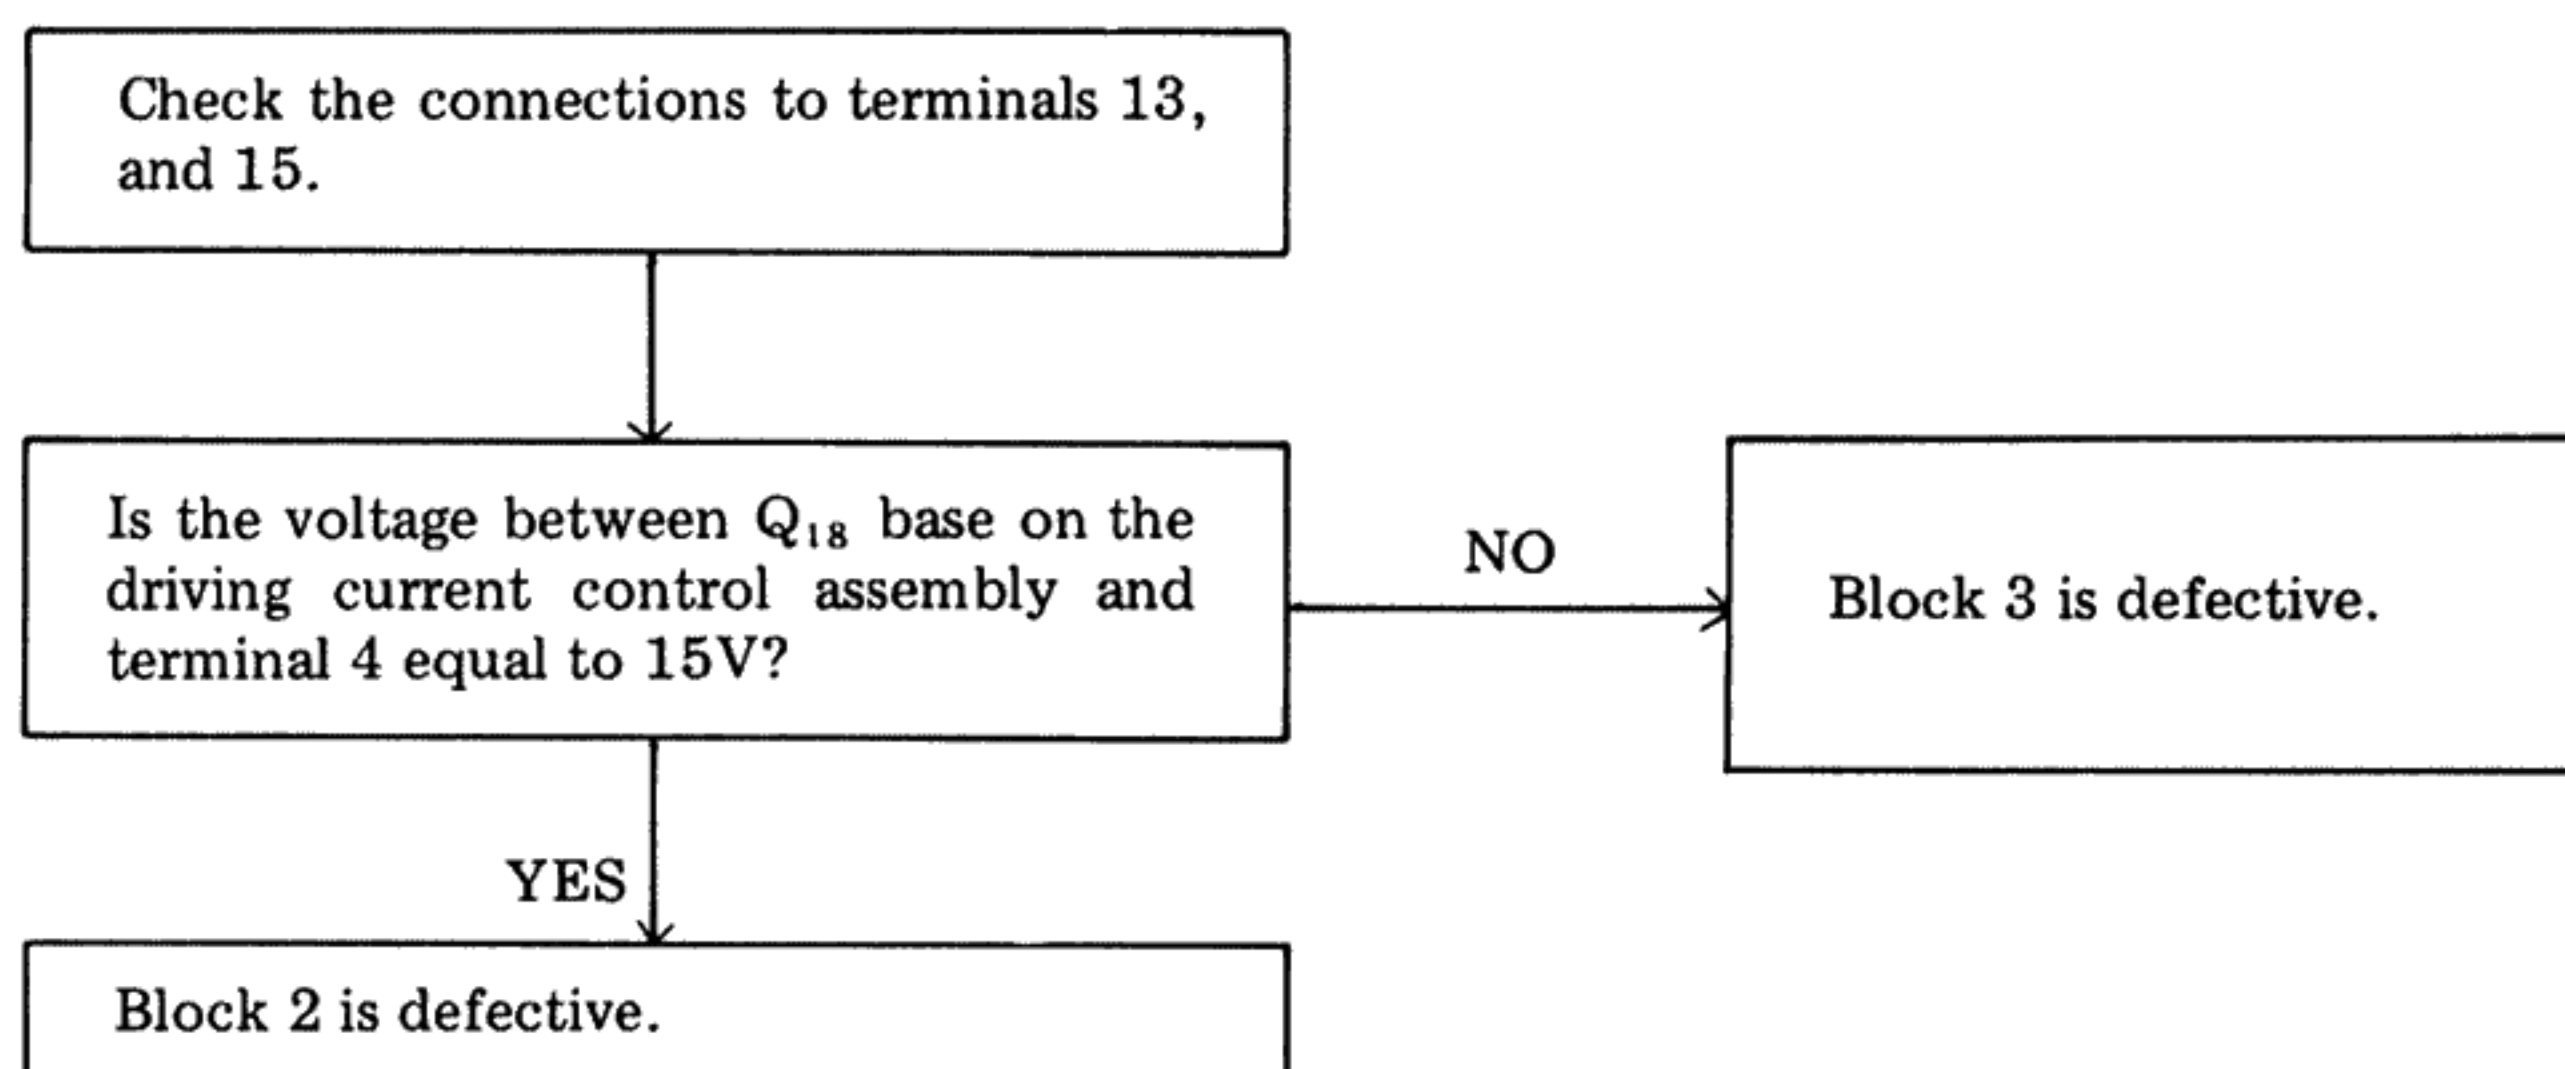 Check the connections to terminals 13,
and 15.
Is the voltage between Q₁₈ base on the
driving current control assembly and
terminal 4 equal to 15V?
NO
Block 3 is defective.
YES
Block 2 is defective.